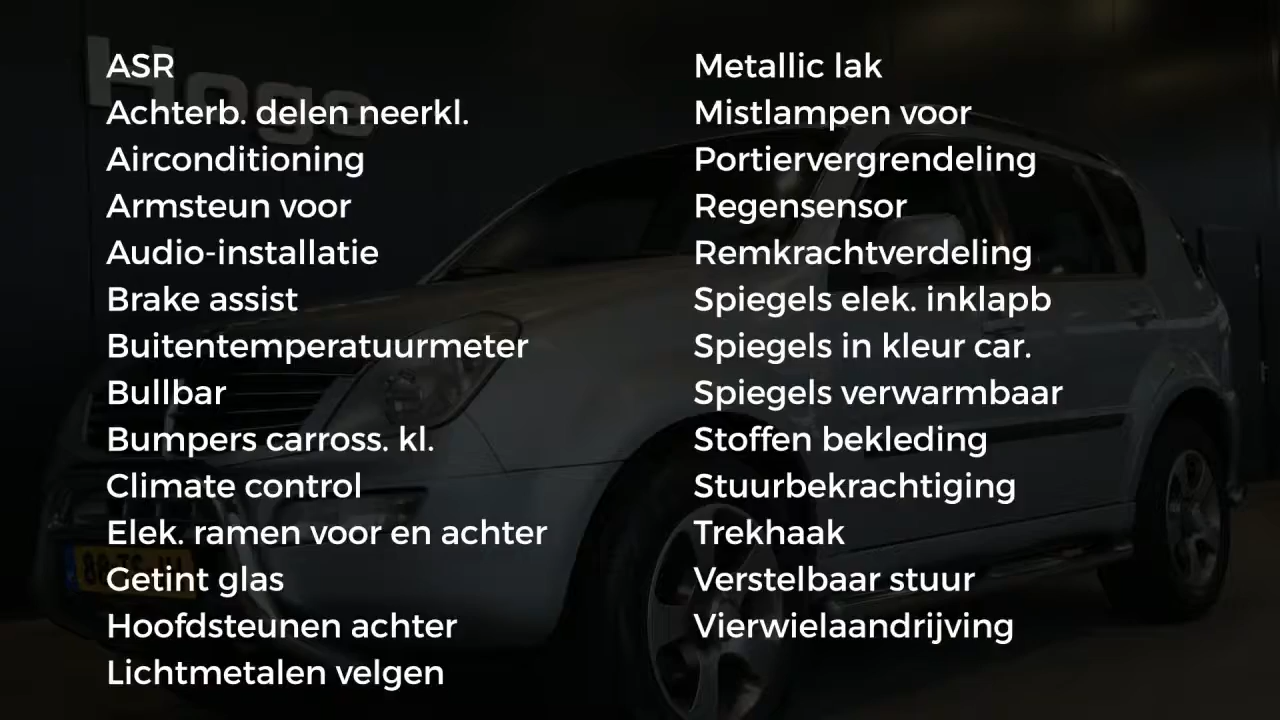 Hogo
ASR
Achterb. delen neerkl.
Airconditioning
Armsteun voor
Audio-installatie
Brake assist
Buitentemperatuurmeter
Bullbar
Bumpers carross. kl.
Climate control
Elek. ramen voor en achter
Getint glas
Hoofdsteunen achter
Lichtmetalen velgen
Metallic lak
Mistlampen voor
Portiervergrendeling
Regensensor
Remkrachtverdeling
Spiegels elek. inklapb
Spiegels in kleur car.
Spiegels verwarmbaar
Stoffen bekleding
Stuurbekrachtiging
Trekhaak
Verstelbaar stuur
Vierwielaandrijving